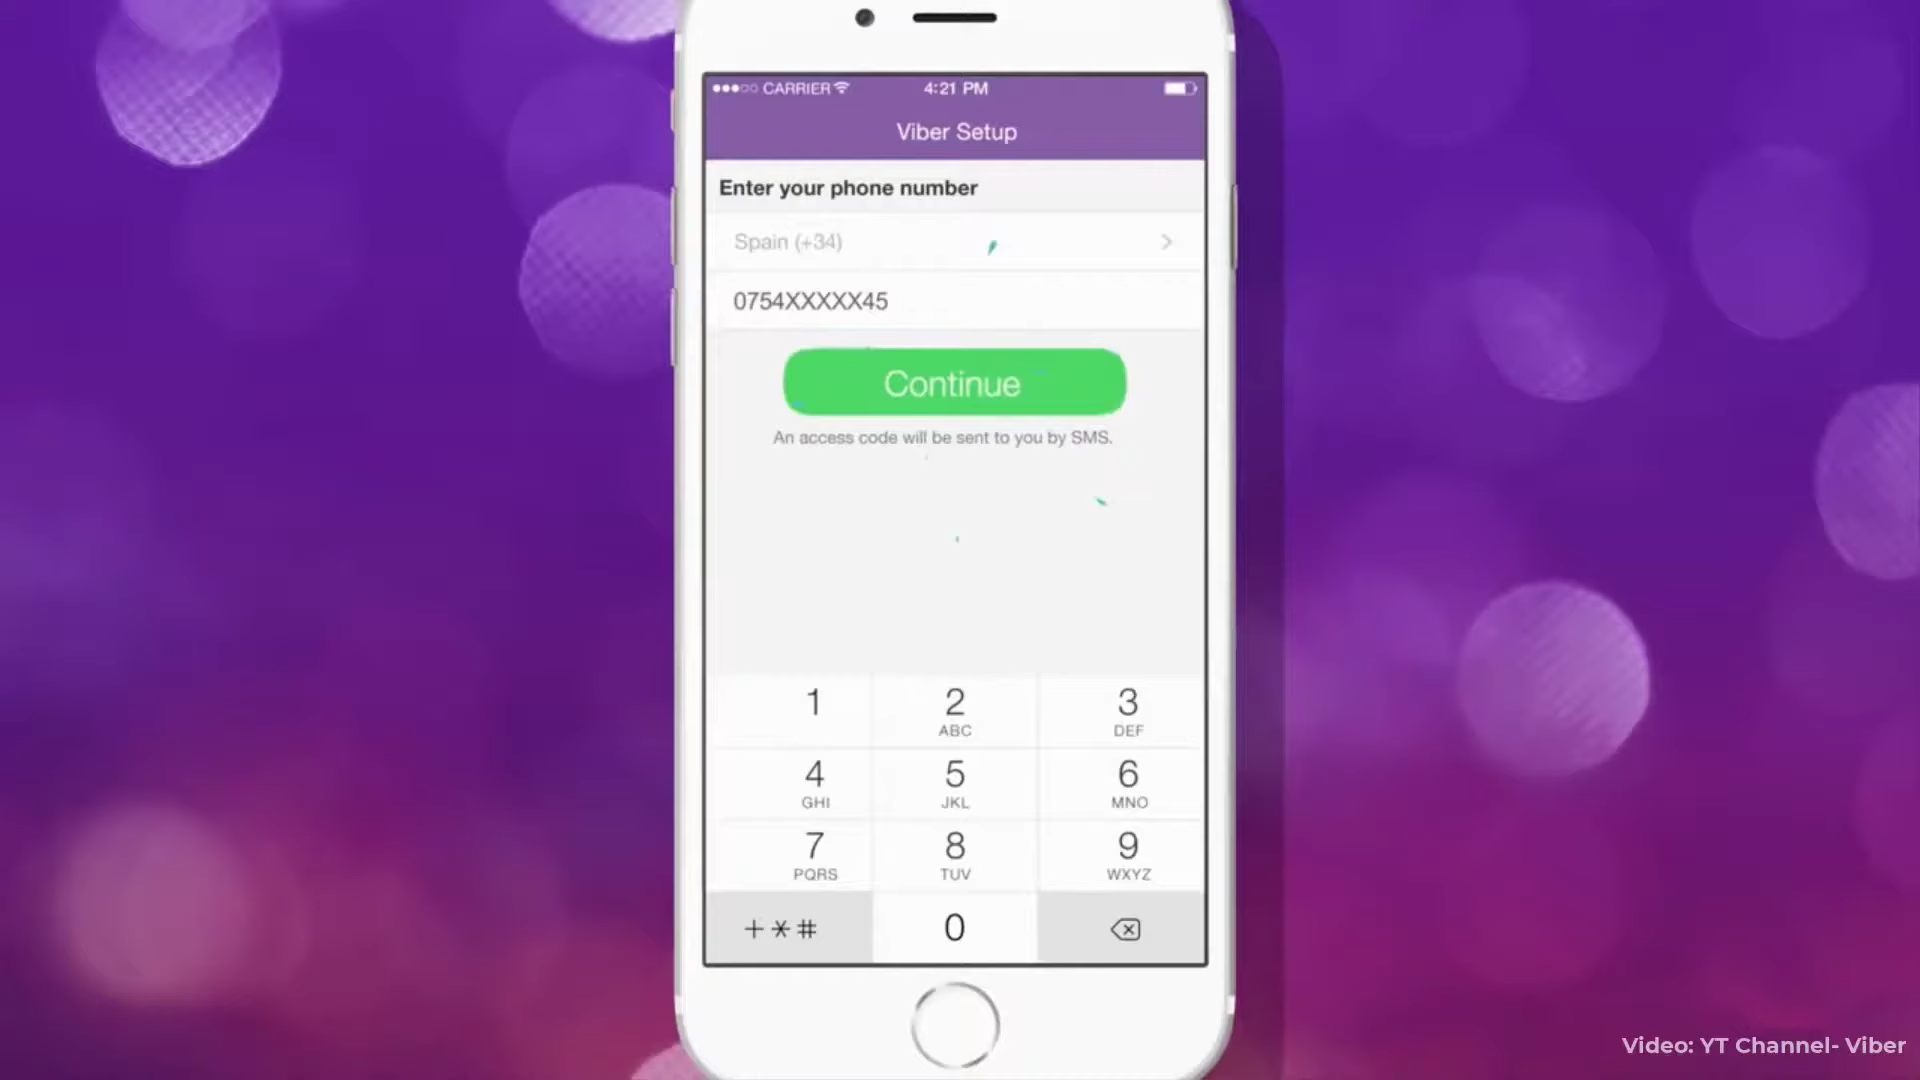 CARRIER 4:21 PM
Viber Setup
Enter your phone number
Spain (+34)
0754XXXXX45
Continue
An access code will be sent to you by SMS.
1 2 3
ABC DEF
4 5 6
GHI JKL MNO
7 8 9
PQRS TUV WXYZ
+*# 0
Video: YT Channel- Viber